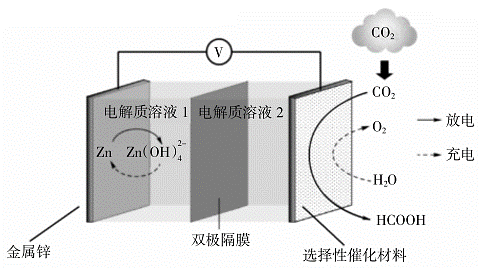 CO₂
V
电解质溶液1
电解质溶液2
CO₂
Zn
Zn(OH)₄²⁻
O₂
放电
充电
H₂O
HCOOH
金属锌
双极隔膜
选择性催化材料